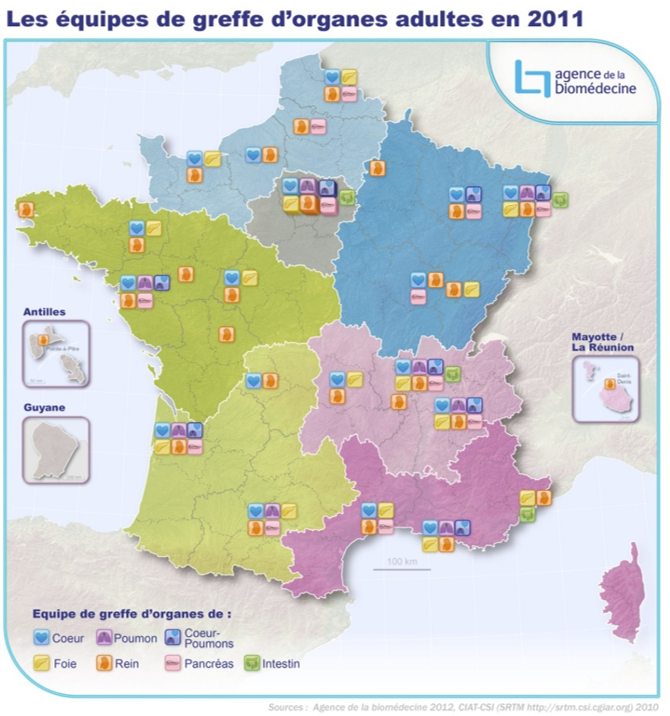 Les équipes de greffe d'organes adultes en 2011
agence de la
biomédecine
Antilles
Pointe-à-Pitre
Guyane
Mayotte /
La Réunion
Saint
Denis
100 km
Equipe de greffe d'organes de :
Coeur
Poumon
Coeur-
Poumons
Foie
Rein
Pancréas
Intestin
Sources : Agence de la biomédecine 2012, CIAT-CSI (SRTM http://srtm.csi.cgiar.org) 2010